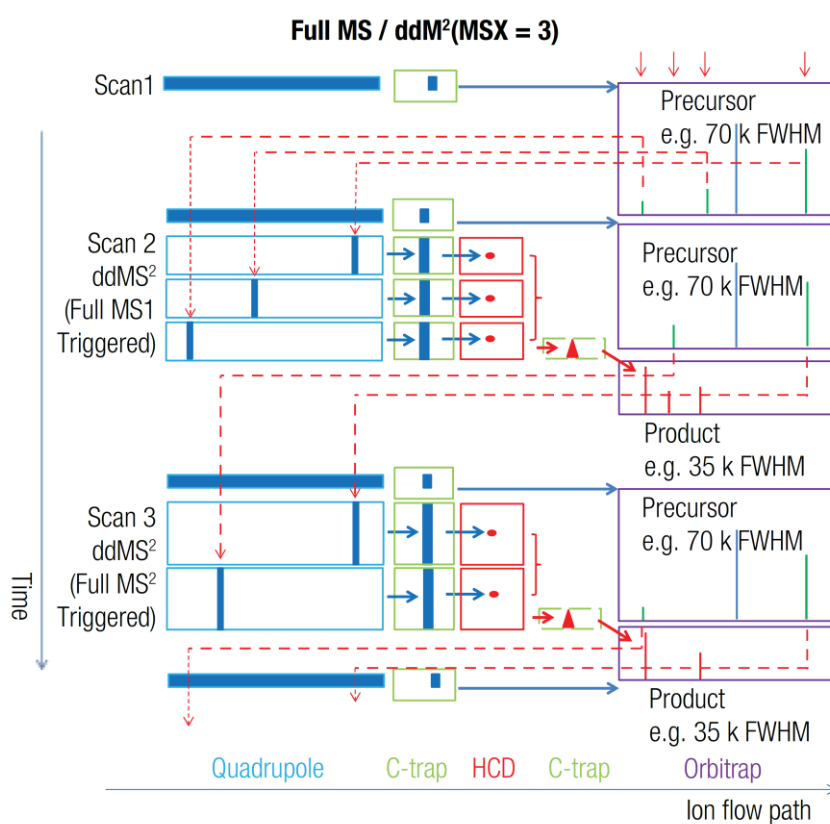 Full MS / ddM²(MSX = 3)
Scan1
Precursor
e.g. 70 k FWHM
Scan 2
ddMS²
(Full MS1
Triggered)
Precursor
e.g. 70 k FWHM
Product
e.g. 35 k FWHM
Scan 3
ddMS²
(Full MS²
Triggered)
Precursor
e.g. 70 k FWHM
Product
e.g. 35 k FWHM
Time
Quadrupole C-trap HCD C-trap Orbitrap
Ion flow path